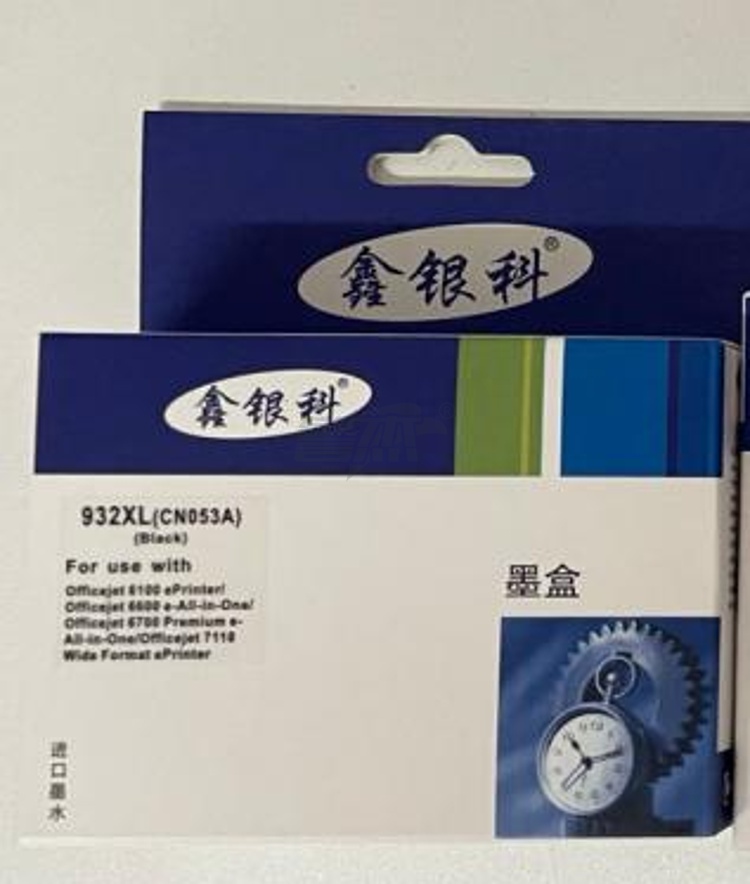 鑫银科®
鑫银科®
932XL(CN053A)
(Black)
For use with
Officejet 6100 ePrinter/
Officejet 6600 e-All-in-One/
Officejet 6700 Premium e-
All-in-One/Officejet 7110
Wide Format ePrinter
墨盒
进口墨水